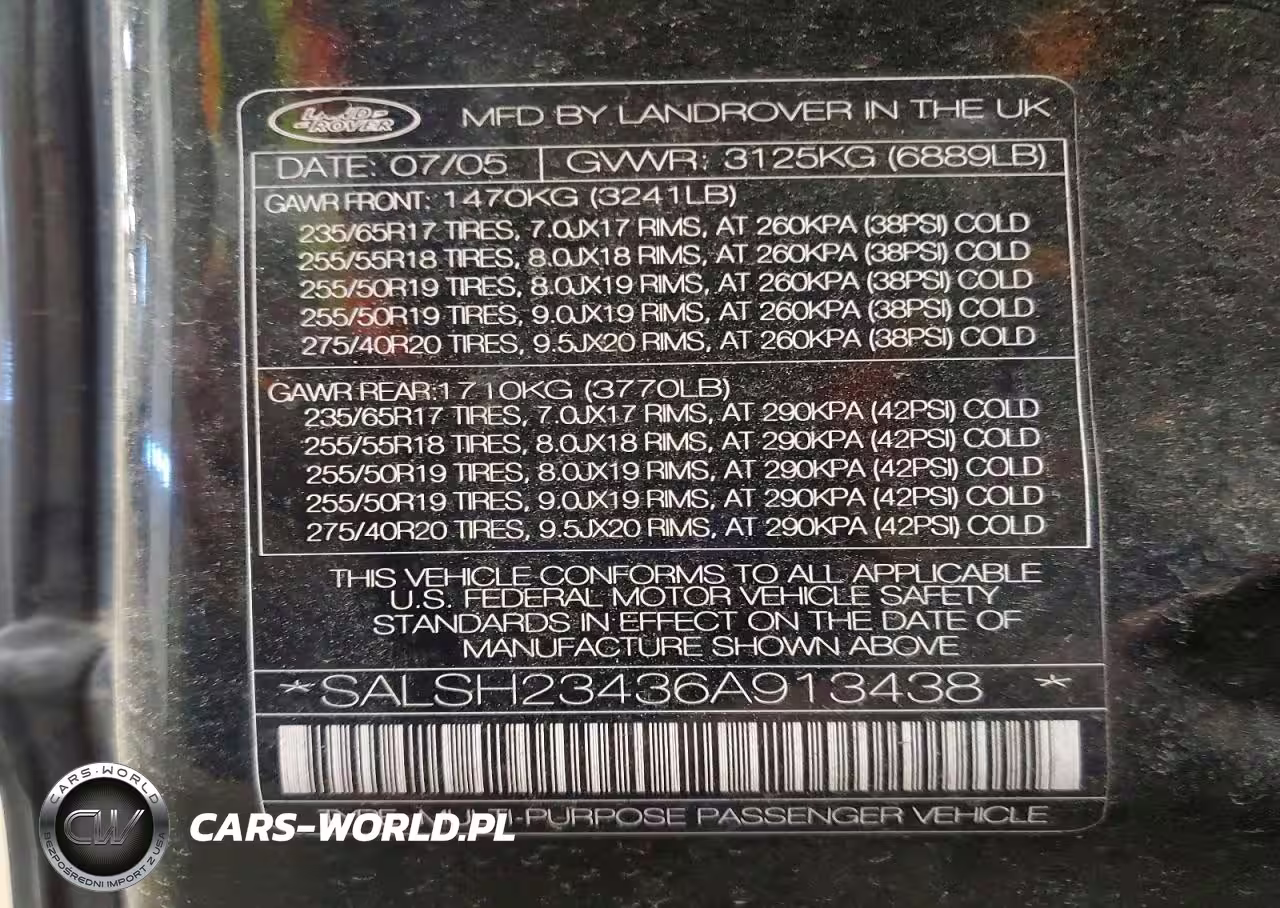 LAND ROVER MFD BY LANDROVER IN THE UK
DATE: 07/05 GVWR: 3125KG (6889LB)
GAWR FRONT: 1470KG (3241LB)
235/65R17 TIRES, 7.0JX17 RIMS, AT 260KPA (38PSI) COLD
255/55R18 TIRES, 8.0JX18 RIMS, AT 260KPA (38PSI) COLD
255/50R19 TIRES, 8.0JX19 RIMS, AT 260KPA (38PSI) COLD
255/50R19 TIRES, 9.0JX19 RIMS, AT 260KPA (38PSI) COLD
275/40R20 TIRES, 9.5JX20 RIMS, AT 260KPA (38PSI) COLD
GAWR REAR:1710KG (3770LB)
235/65R17 TIRES, 7.0JX17 RIMS, AT 290KPA (42PSI) COLD
255/55R18 TIRES, 8.0JX18 RIMS, AT 290KPA (42PSI) COLD
255/50R19 TIRES, 8.0JX19 RIMS, AT 290KPA (42PSI) COLD
255/50R19 TIRES, 9.0JX19 RIMS, AT 290KPA (42PSI) COLD
275/40R20 TIRES, 9.5JX20 RIMS, AT 290KPA (42PSI) COLD
THIS VEHICLE CONFORMS TO ALL APPLICABLE
U.S. FEDERAL MOTOR VEHICLE SAFETY
STANDARDS IN EFFECT ON THE DATE OF
MANUFACTURE SHOWN ABOVE
*SALSH23436A913438 *
TYPE: MULTI-PURPOSE PASSENGER VEHICLE
CARS-WORLD
CW
BEZPOŚREDNI IMPORT Z USA
CARS-WORLD.PL